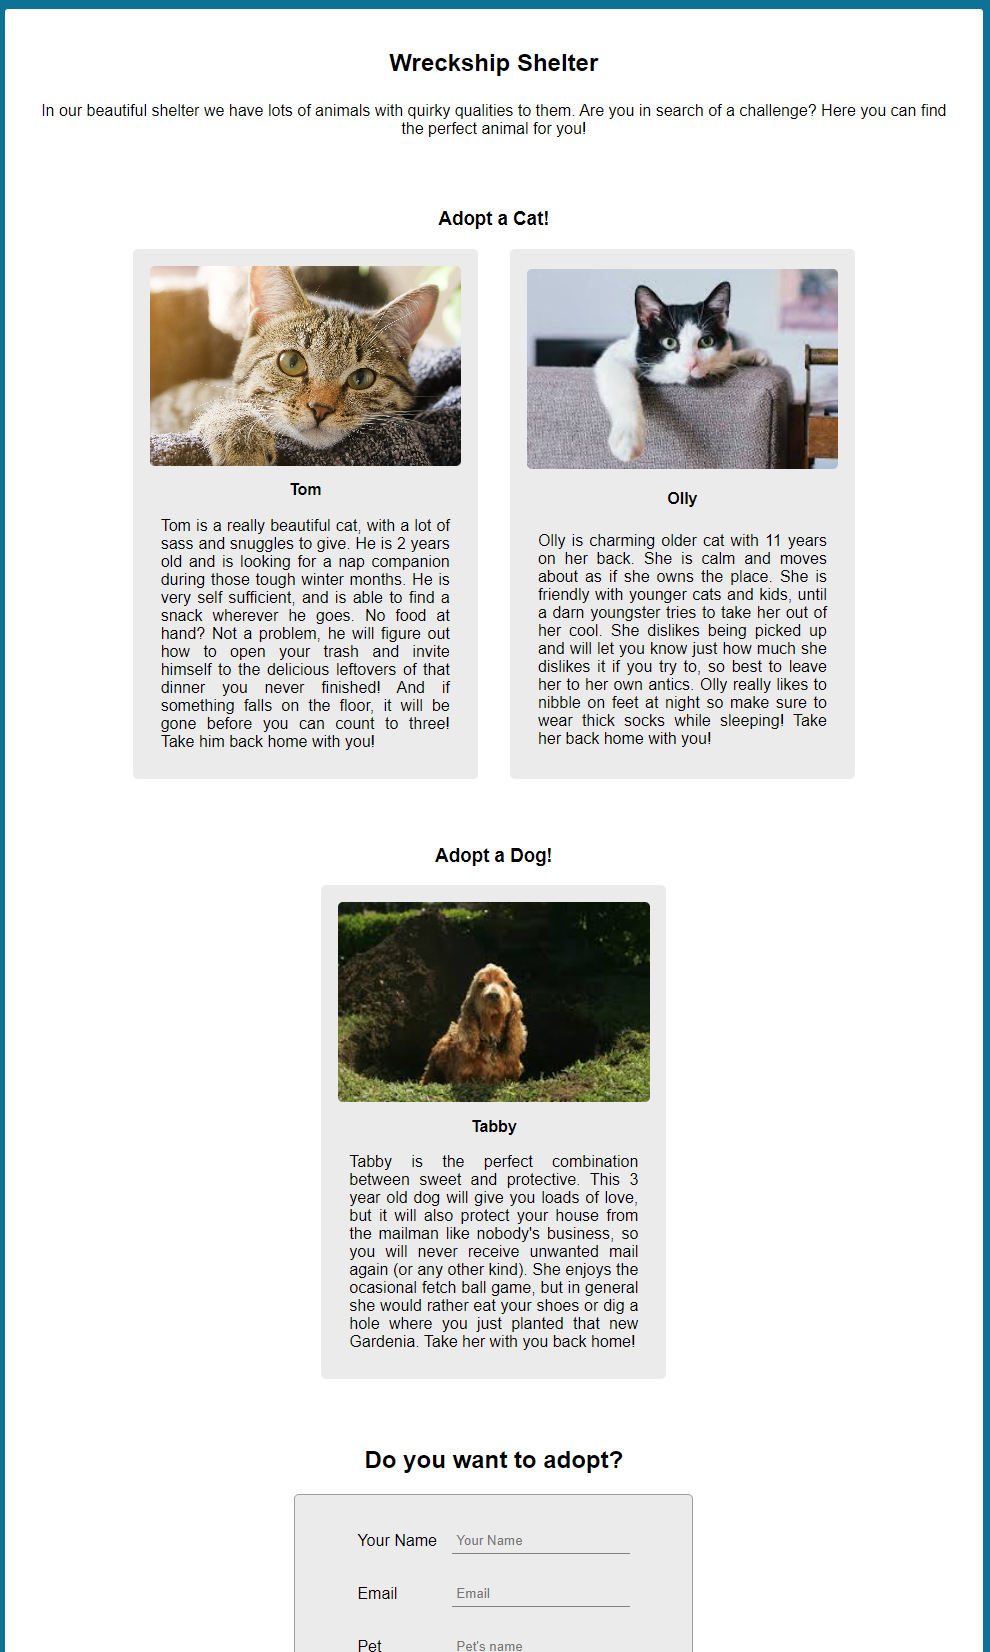 Wreckship Shelter
In our beautiful shelter we have lots of animals with quirky qualities to them. Are you in search of a challenge? Here you can find
the perfect animal for you!
Adopt a Cat!
Tom
Tom is a really beautiful cat, with a lot of
sass and snuggles to give. He is 2 years
old and is looking for a nap companion
during those tough winter months. He is
very self sufficient, and is able to find a
snack wherever he goes. No food at
hand? Not a problem, he will figure out
how to open your trash and invite
himself to the delicious leftovers of that
dinner you never finished! And if
something falls on the floor, it will be
gone before you can count to three!
Take him back home with you!
Olly
Olly is charming older cat with 11 years
on her back. She is calm and moves
about as if she owns the place. She is
friendly with younger cats and kids, until
a darn youngster tries to take her out of
her cool. She dislikes being picked up
and will let you know just how much she
dislikes it if you try to, so best to leave
her to her own antics. Olly really likes to
nibble on feet at night so make sure to
wear thick socks while sleeping! Take
her back home with you!
Adopt a Dog!
Tabby
Tabby is the perfect combination
between sweet and protective. This 3
year old dog will give you loads of love,
but it will also protect your house from
the mailman like nobody's business, so
you will never receive unwanted mail
again (or any other kind). She enjoys the
ocasional fetch ball game, but in general
she would rather eat your shoes or dig a
hole where you just planted that new
Gardenia. Take her with you back home!
Do you want to adopt?
Your Name Your Name
Email Email
Pet Pet's name